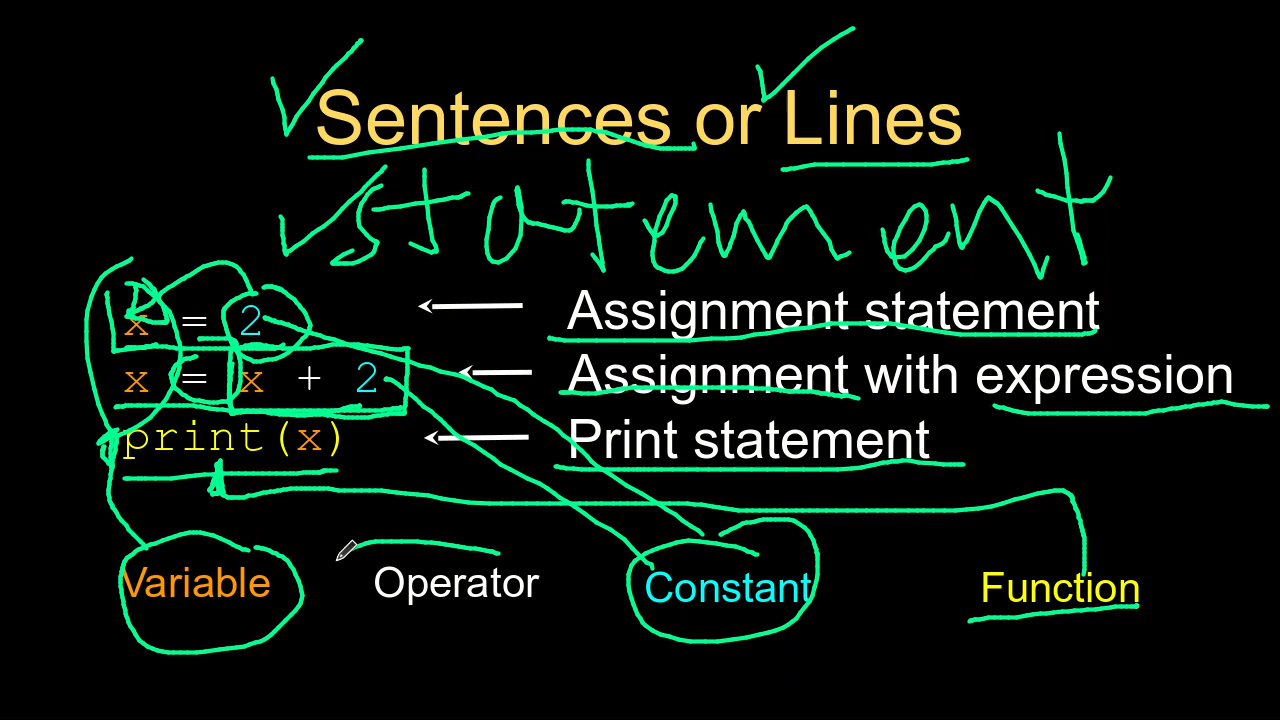 Sentences or Lines
statement
x = 2 Assignment statement
x = x + 2 Assignment with expression
print(x) Print statement
Variable Operator Constant Function